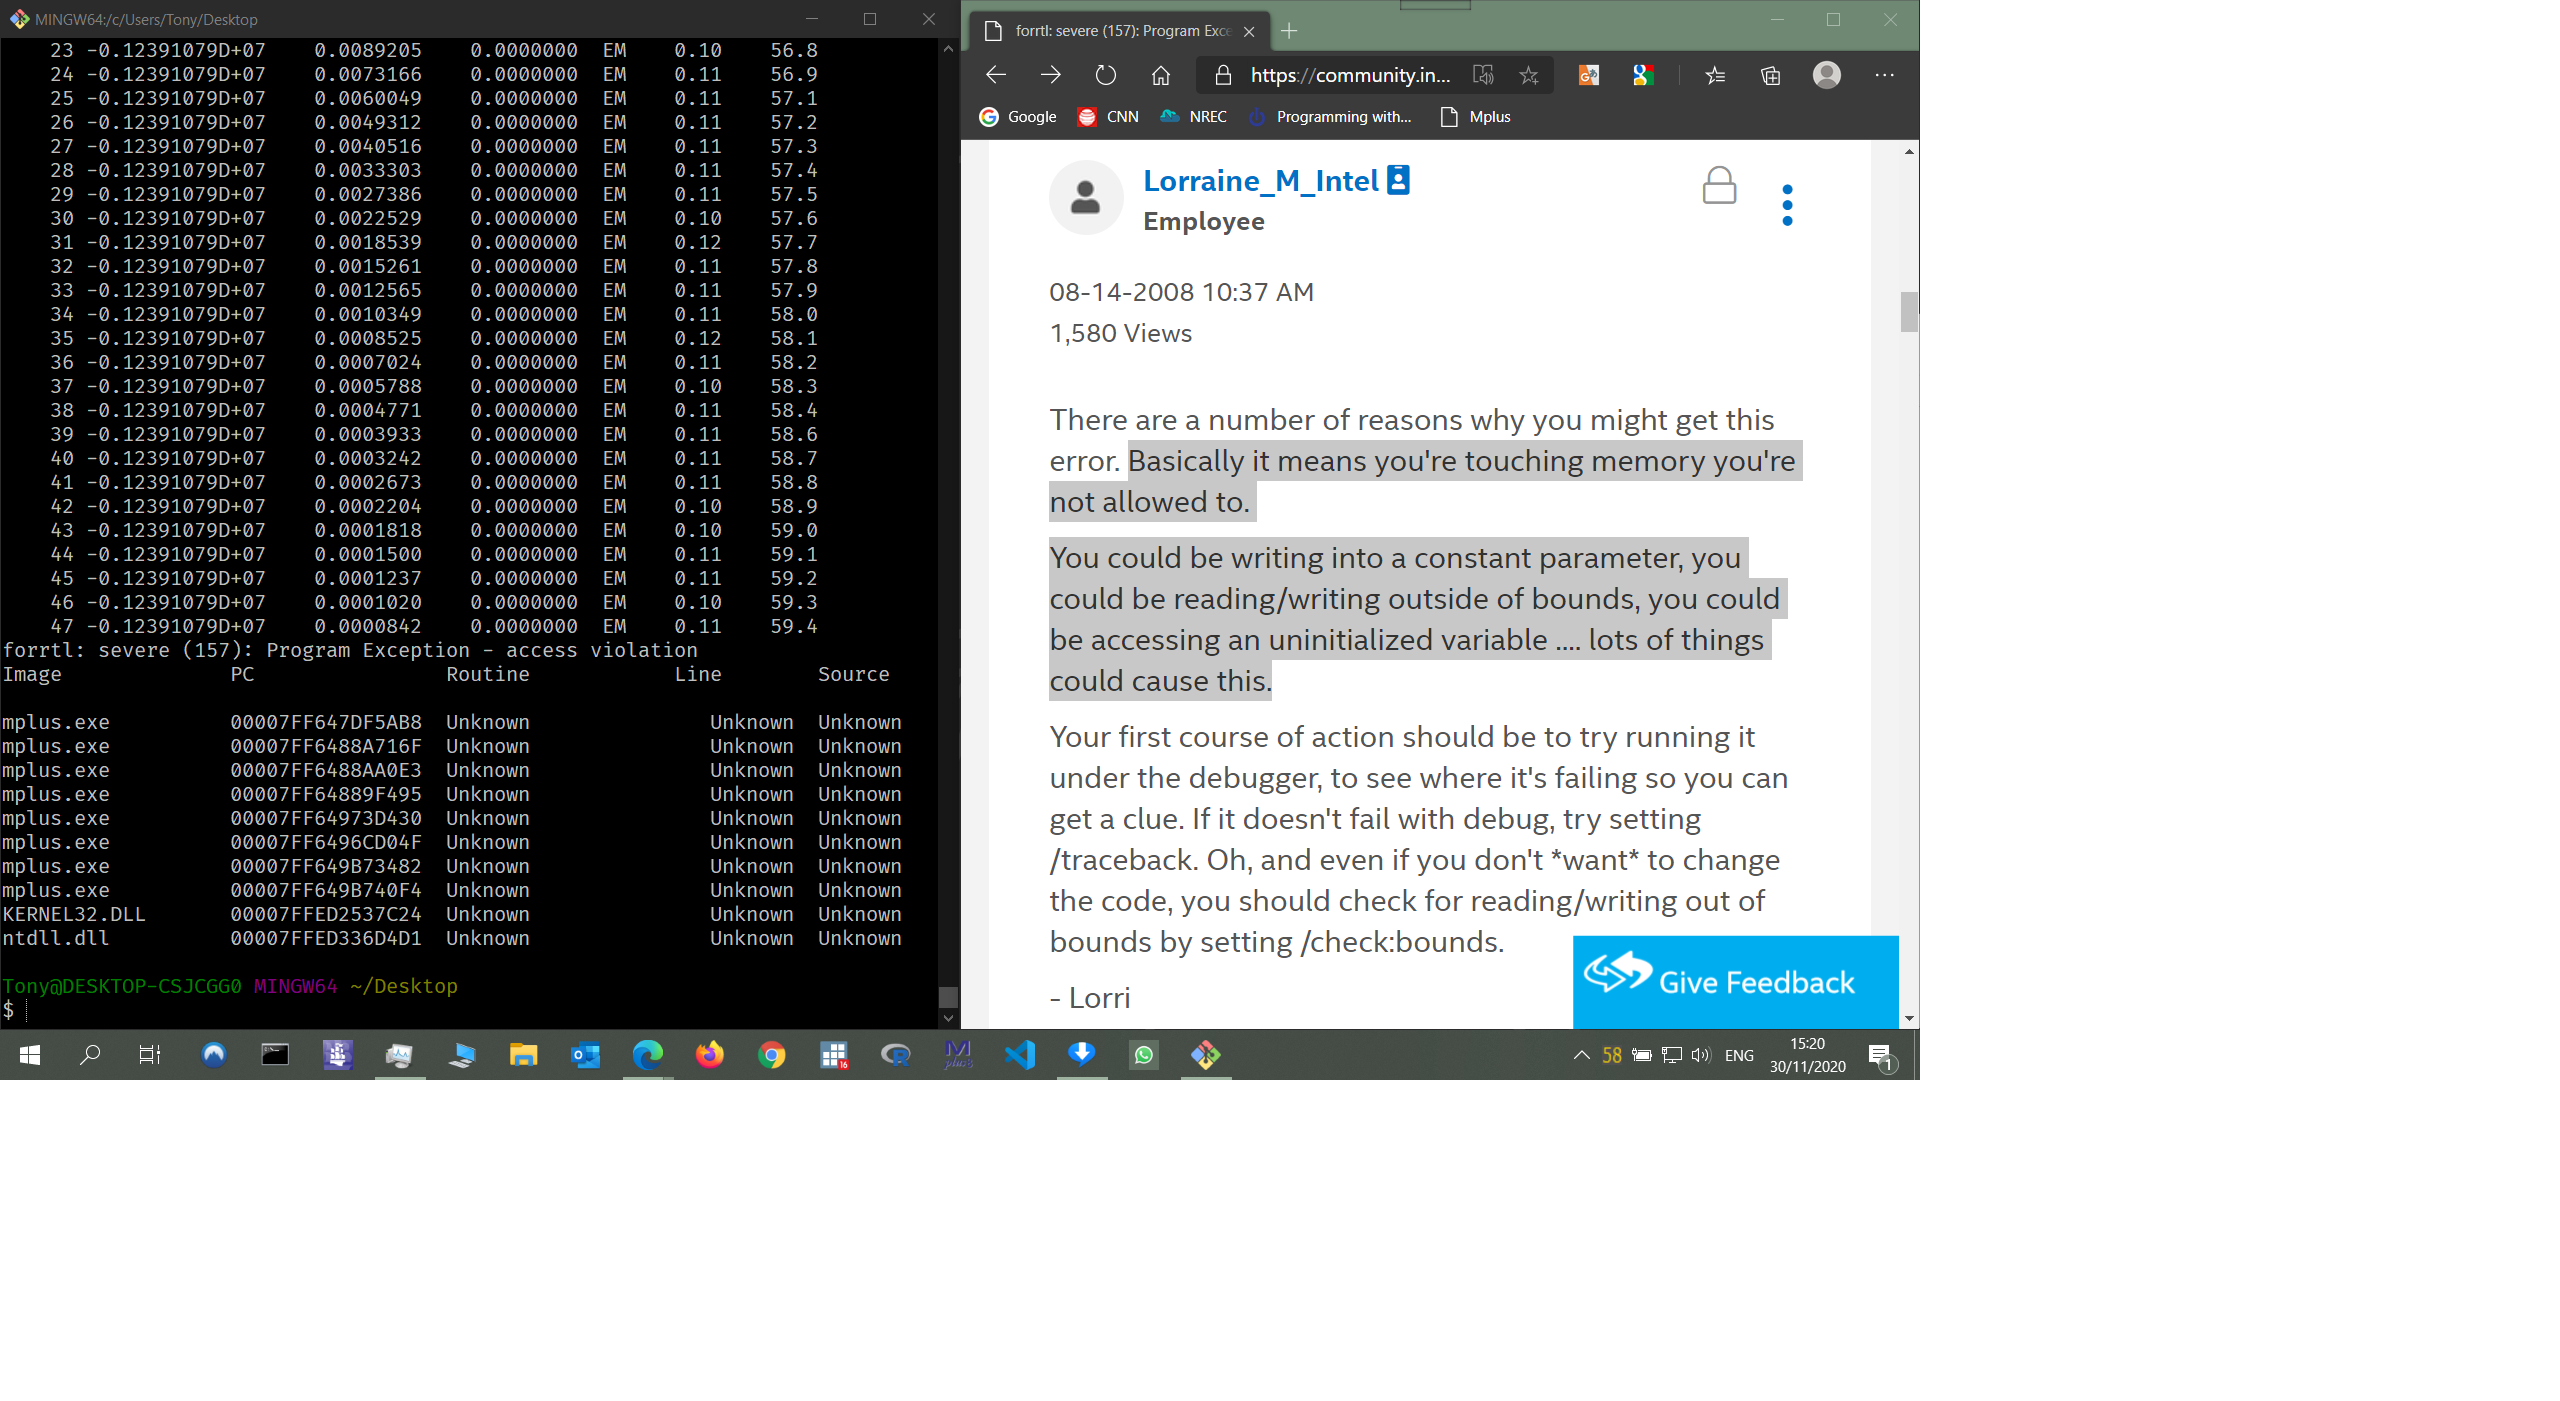 MINGW64:/c/Users/Tony/Desktop
23 -0.12391079D+07 0.0089205 0.0000000 EM 0.10 56.8
24 -0.12391079D+07 0.0073166 0.0000000 EM 0.11 56.9
25 -0.12391079D+07 0.0060049 0.0000000 EM 0.11 57.1
26 -0.12391079D+07 0.0049312 0.0000000 EM 0.11 57.2
27 -0.12391079D+07 0.0040516 0.0000000 EM 0.11 57.3
28 -0.12391079D+07 0.0033303 0.0000000 EM 0.11 57.4
29 -0.12391079D+07 0.0027386 0.0000000 EM 0.11 57.5
30 -0.12391079D+07 0.0022529 0.0000000 EM 0.10 57.6
31 -0.12391079D+07 0.0018539 0.0000000 EM 0.12 57.7
32 -0.12391079D+07 0.0015261 0.0000000 EM 0.11 57.8
33 -0.12391079D+07 0.0012565 0.0000000 EM 0.11 57.9
34 -0.12391079D+07 0.0010349 0.0000000 EM 0.11 58.0
35 -0.12391079D+07 0.0008525 0.0000000 EM 0.12 58.1
36 -0.12391079D+07 0.0007024 0.0000000 EM 0.11 58.2
37 -0.12391079D+07 0.0005788 0.0000000 EM 0.10 58.3
38 -0.12391079D+07 0.0004771 0.0000000 EM 0.11 58.4
39 -0.12391079D+07 0.0003933 0.0000000 EM 0.11 58.6
40 -0.12391079D+07 0.0003242 0.0000000 EM 0.11 58.7
41 -0.12391079D+07 0.0002673 0.0000000 EM 0.11 58.8
42 -0.12391079D+07 0.0002204 0.0000000 EM 0.10 58.9
43 -0.12391079D+07 0.0001818 0.0000000 EM 0.10 59.0
44 -0.12391079D+07 0.0001500 0.0000000 EM 0.11 59.1
45 -0.12391079D+07 0.0001237 0.0000000 EM 0.11 59.2
46 -0.12391079D+07 0.0001020 0.0000000 EM 0.10 59.3
47 -0.12391079D+07 0.0000842 0.0000000 EM 0.11 59.4
forrtl: severe (157): Program Exception - access violation
Image PC Routine Line Source
mplus.exe 00007FF647DF5AB8 Unknown Unknown Unknown
mplus.exe 00007FF6488A716F Unknown Unknown Unknown
mplus.exe 00007FF6488AA0E3 Unknown Unknown Unknown
mplus.exe 00007FF64889F495 Unknown Unknown Unknown
mplus.exe 00007FF64973D430 Unknown Unknown Unknown
mplus.exe 00007FF6496CD04F Unknown Unknown Unknown
mplus.exe 00007FF649B73482 Unknown Unknown Unknown
mplus.exe 00007FF649B740F4 Unknown Unknown Unknown
KERNEL32.DLL 00007FFED2537C24 Unknown Unknown Unknown
ntdll.dll 00007FFED336D4D1 Unknown Unknown Unknown
Tony@DESKTOP-CSJCGG0 MINGW64 ~/Desktop
$
forrtl: severe (157): Program Exce
https://community.in...
Google CNN NREC Programming with... Mplus
Lorraine_M_Intel
Employee
08-14-2008 10:37 AM
1,580 Views
There are a number of reasons why you might get this
error. Basically it means you're touching memory you're
not allowed to.
You could be writing into a constant parameter, you
could be reading/writing outside of bounds, you could
be accessing an uninitialized variable .... lots of things
could cause this.
Your first course of action should be to try running it
under the debugger, to see where it's failing so you can
get a clue. If it doesn't fail with debug, try setting
/traceback. Oh, and even if you don't *want* to change
the code, you should check for reading/writing out of
bounds by setting /check:bounds.
- Lorri
Give Feedback
58 ENG
15:20
30/11/2020
1